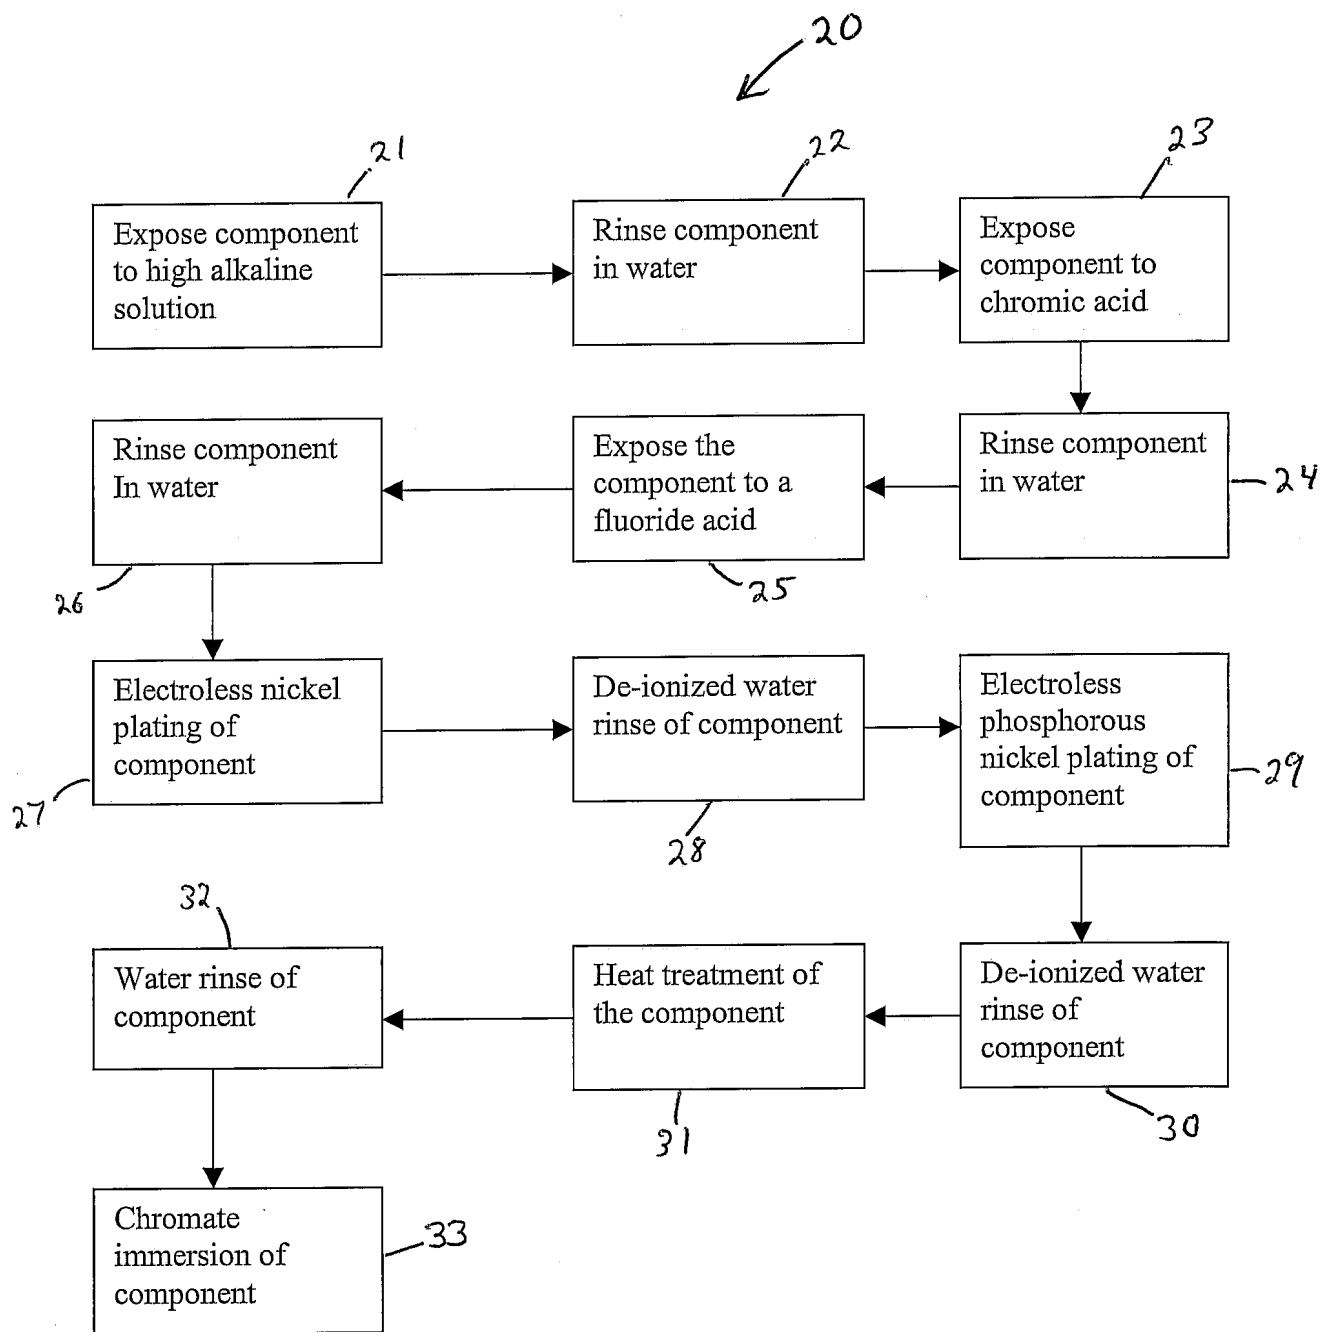 20
21
Expose component
to high alkaline
solution
22
Rinse component
in water
23
Expose
component to
chromic acid
Rinse component
in water
24
Expose the
component to a
fluoride acid
25
Rinse component
In water
26
Electroless nickel
plating of
component
27
De-ionized water
rinse of component
28
Electroless
phosphorous
nickel plating of
component
29
De-ionized water
rinse of
component
30
Heat treatment of
the component
31
32
Water rinse of
component
Chromate
immersion of
component
33